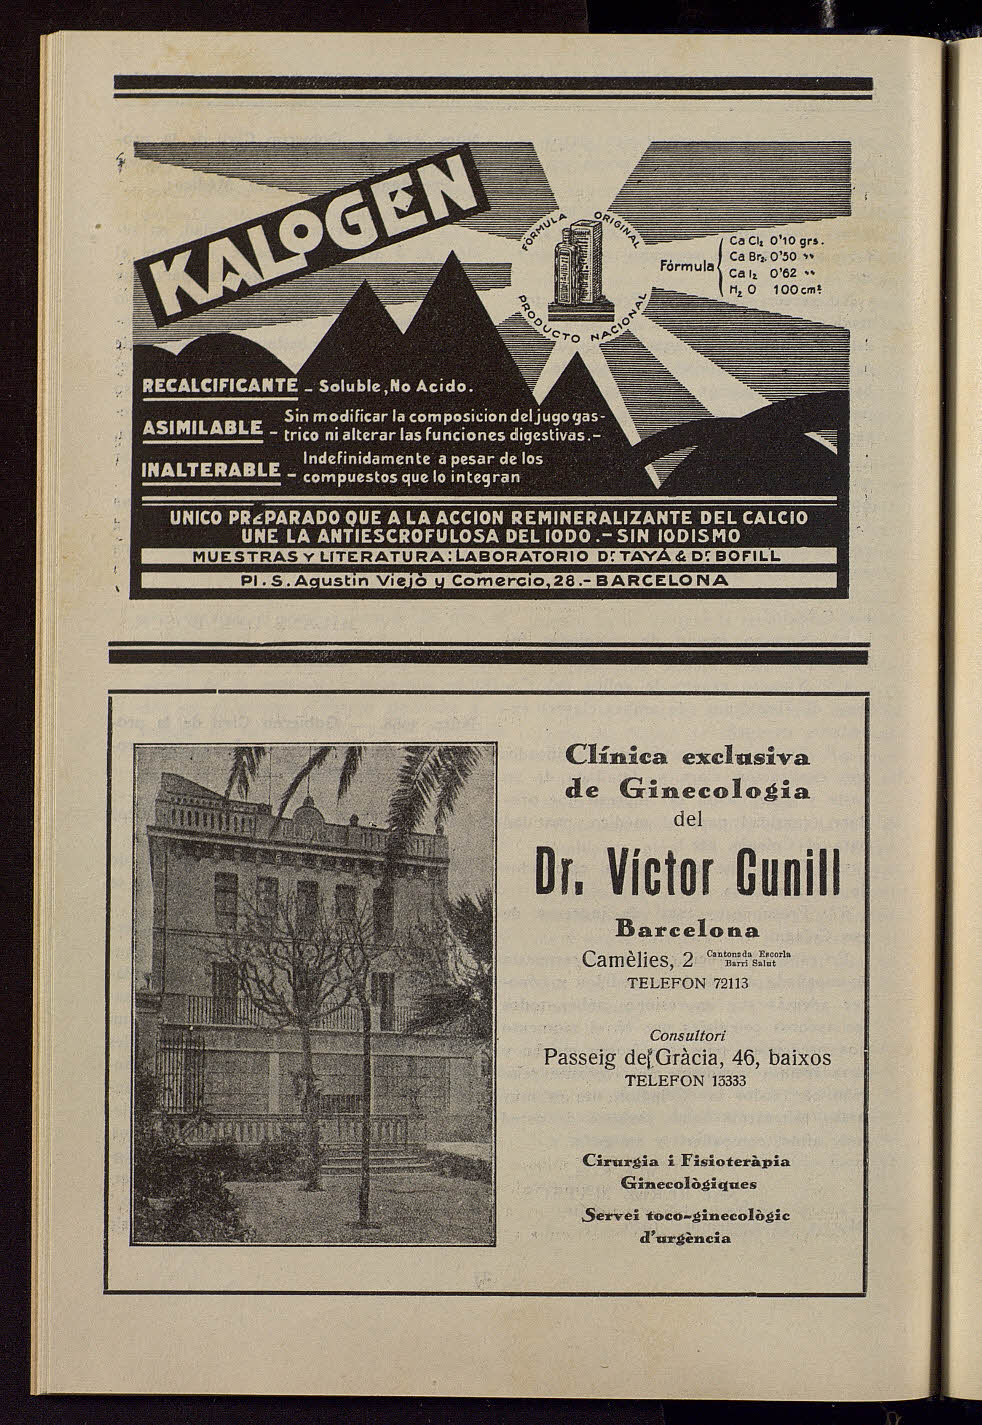 KALOGEN
FÓRMULA ORIGINAL
PRODUCTO NACIONAL
Fórmula
Ca Cl₂ 0'10 grs.
Ca Br₂. 0'50 "
Ca I₂ 0'62 "
H₂ O 100 cm³
RECALCIFICANTE – Soluble, No Acido.
ASIMILABLE – Sin modificar la composicion del jugo gas-
trico ni alterar las funciones digestivas.–
INALTERABLE – Indefinidamente a pesar de los
compuestos que lo integran
UNICO PREPARADO QUE A LA ACCION REMINERALIZANTE DEL CALCIO
UNE LA ANTIESCROFULOSA DEL IODO.– SIN IODISMO
MUESTRAS Y LITERATURA: LABORATORIO Dr. TAYÁ & Dr. BOFILL
Pl. S. Agustin Viejò y Comercio, 28.- BARCELONA
Clínica exclusiva
de Ginecologia
del
Dr. Víctor Cunill
Barcelona
Camèlies, 2 Cantonada Escorla
Barri Salut
TELEFON 72113
Consultori
Passeig de Gràcia, 46, baixos
TELEFON 15333
Cirurgia i Fisioteràpia
Ginecològiques
Servei toco-ginecològic
d'urgència